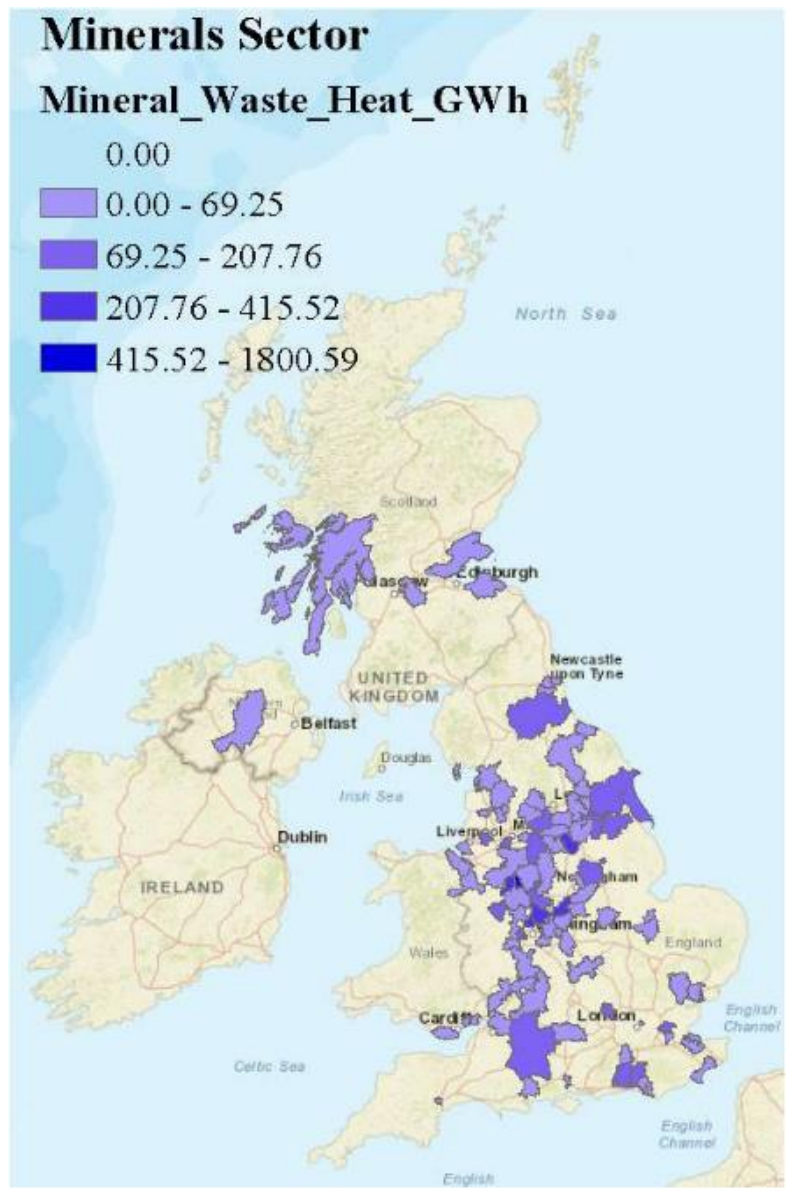 Minerals Sector
Mineral_Waste_Heat_GWh
0.00
0.00 - 69.25
69.25 - 207.76
207.76 - 415.52
415.52 - 1800.59
North Sea
Scotland
Edinburgh
Newcastle
upon Tyne
UNITED
KINGDOM
Belfast
Douglas
Irish Sea
Liverpool
Dublin
IRELAND
England
Wales
London
English
Channel
Celtic Sea
English
Channel
English